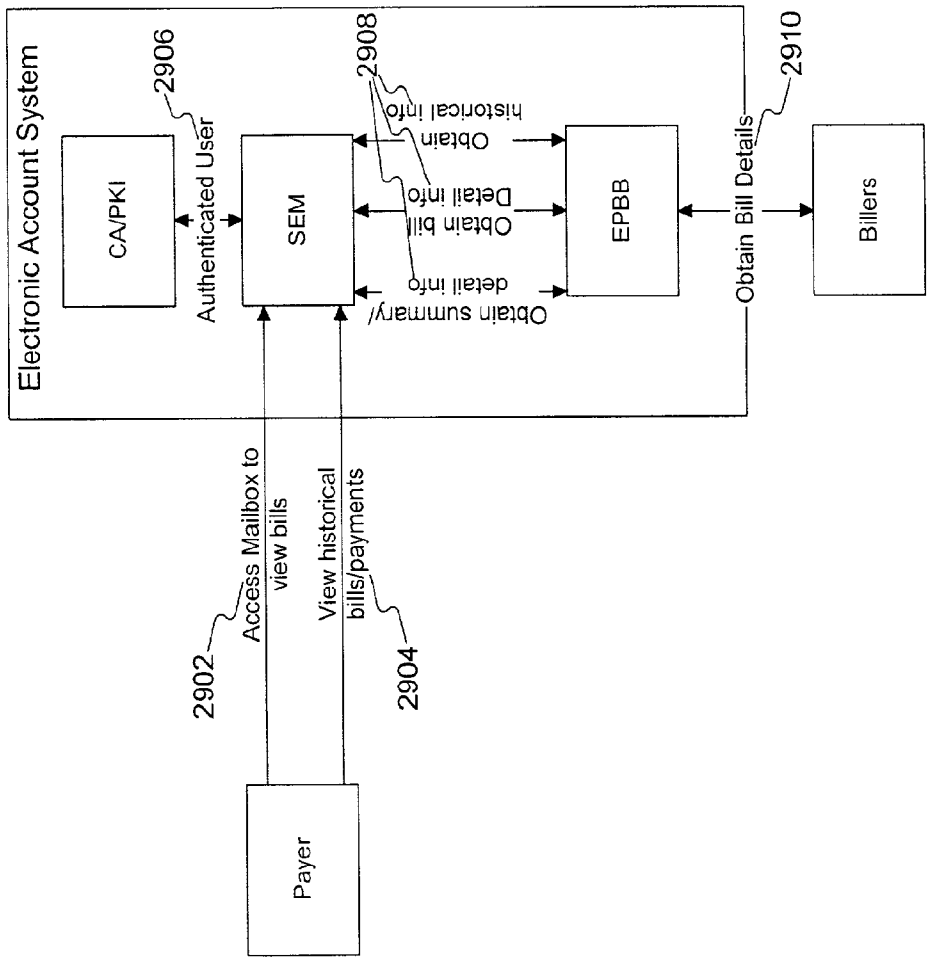 Electronic Account System
CA/PKI
2906
Authenticated User
SEM
2908
Obtain summary/
detail info
Obtain bill
Detail info
Obtain
historical info
EPBB
2910
Obtain Bill Details
Billers
2902
Access Mailbox to
view bills
View historical
bills/payments
2904
Payer